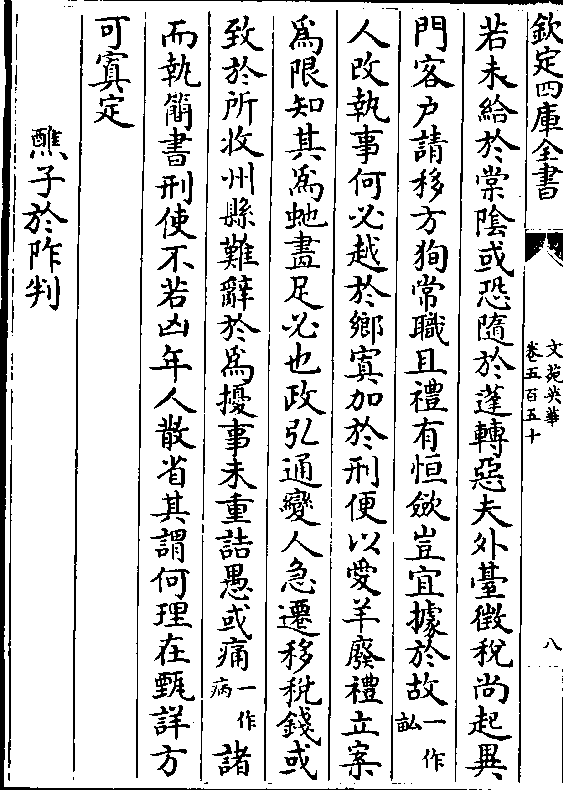 欽定四庫全書
文苑英華
卷五百五十
八
若未給於棠陰或恐隨於蓬轉惡夫外臺徵稅尚起異
門客户請移方狥常職且禮有恒斂豈宜據於故一作訟
人改執事何必越於鄉寘加於刑便以愛羊廢禮立案
為限知其為虵畫足必也政弘通變人急遷移稅錢或
致於所收州縣難辭於為擾事未重詰愚或痛一作病諸
而執簡書刑使不若凶年人散省其謂何理在甄詳方
可寘定
醮子於阼判